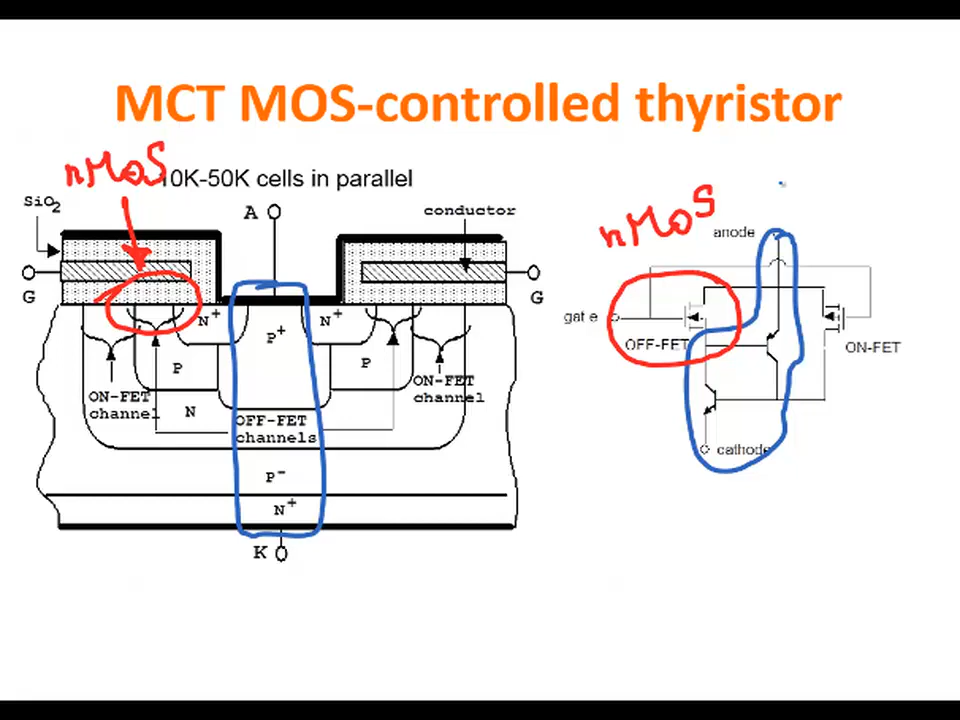 MCT MOS-controlled thyristor
nMOS
10K-50K cells in parallel
SiO2
A
conductor
G
G
N+
P+
N+
P
P
ON-FET
channel
ON-FET
channel
N
OFF-FET
channels
P-
N+
K
nMOS
anode
gate
OFF-FET
ON-FET
cathode